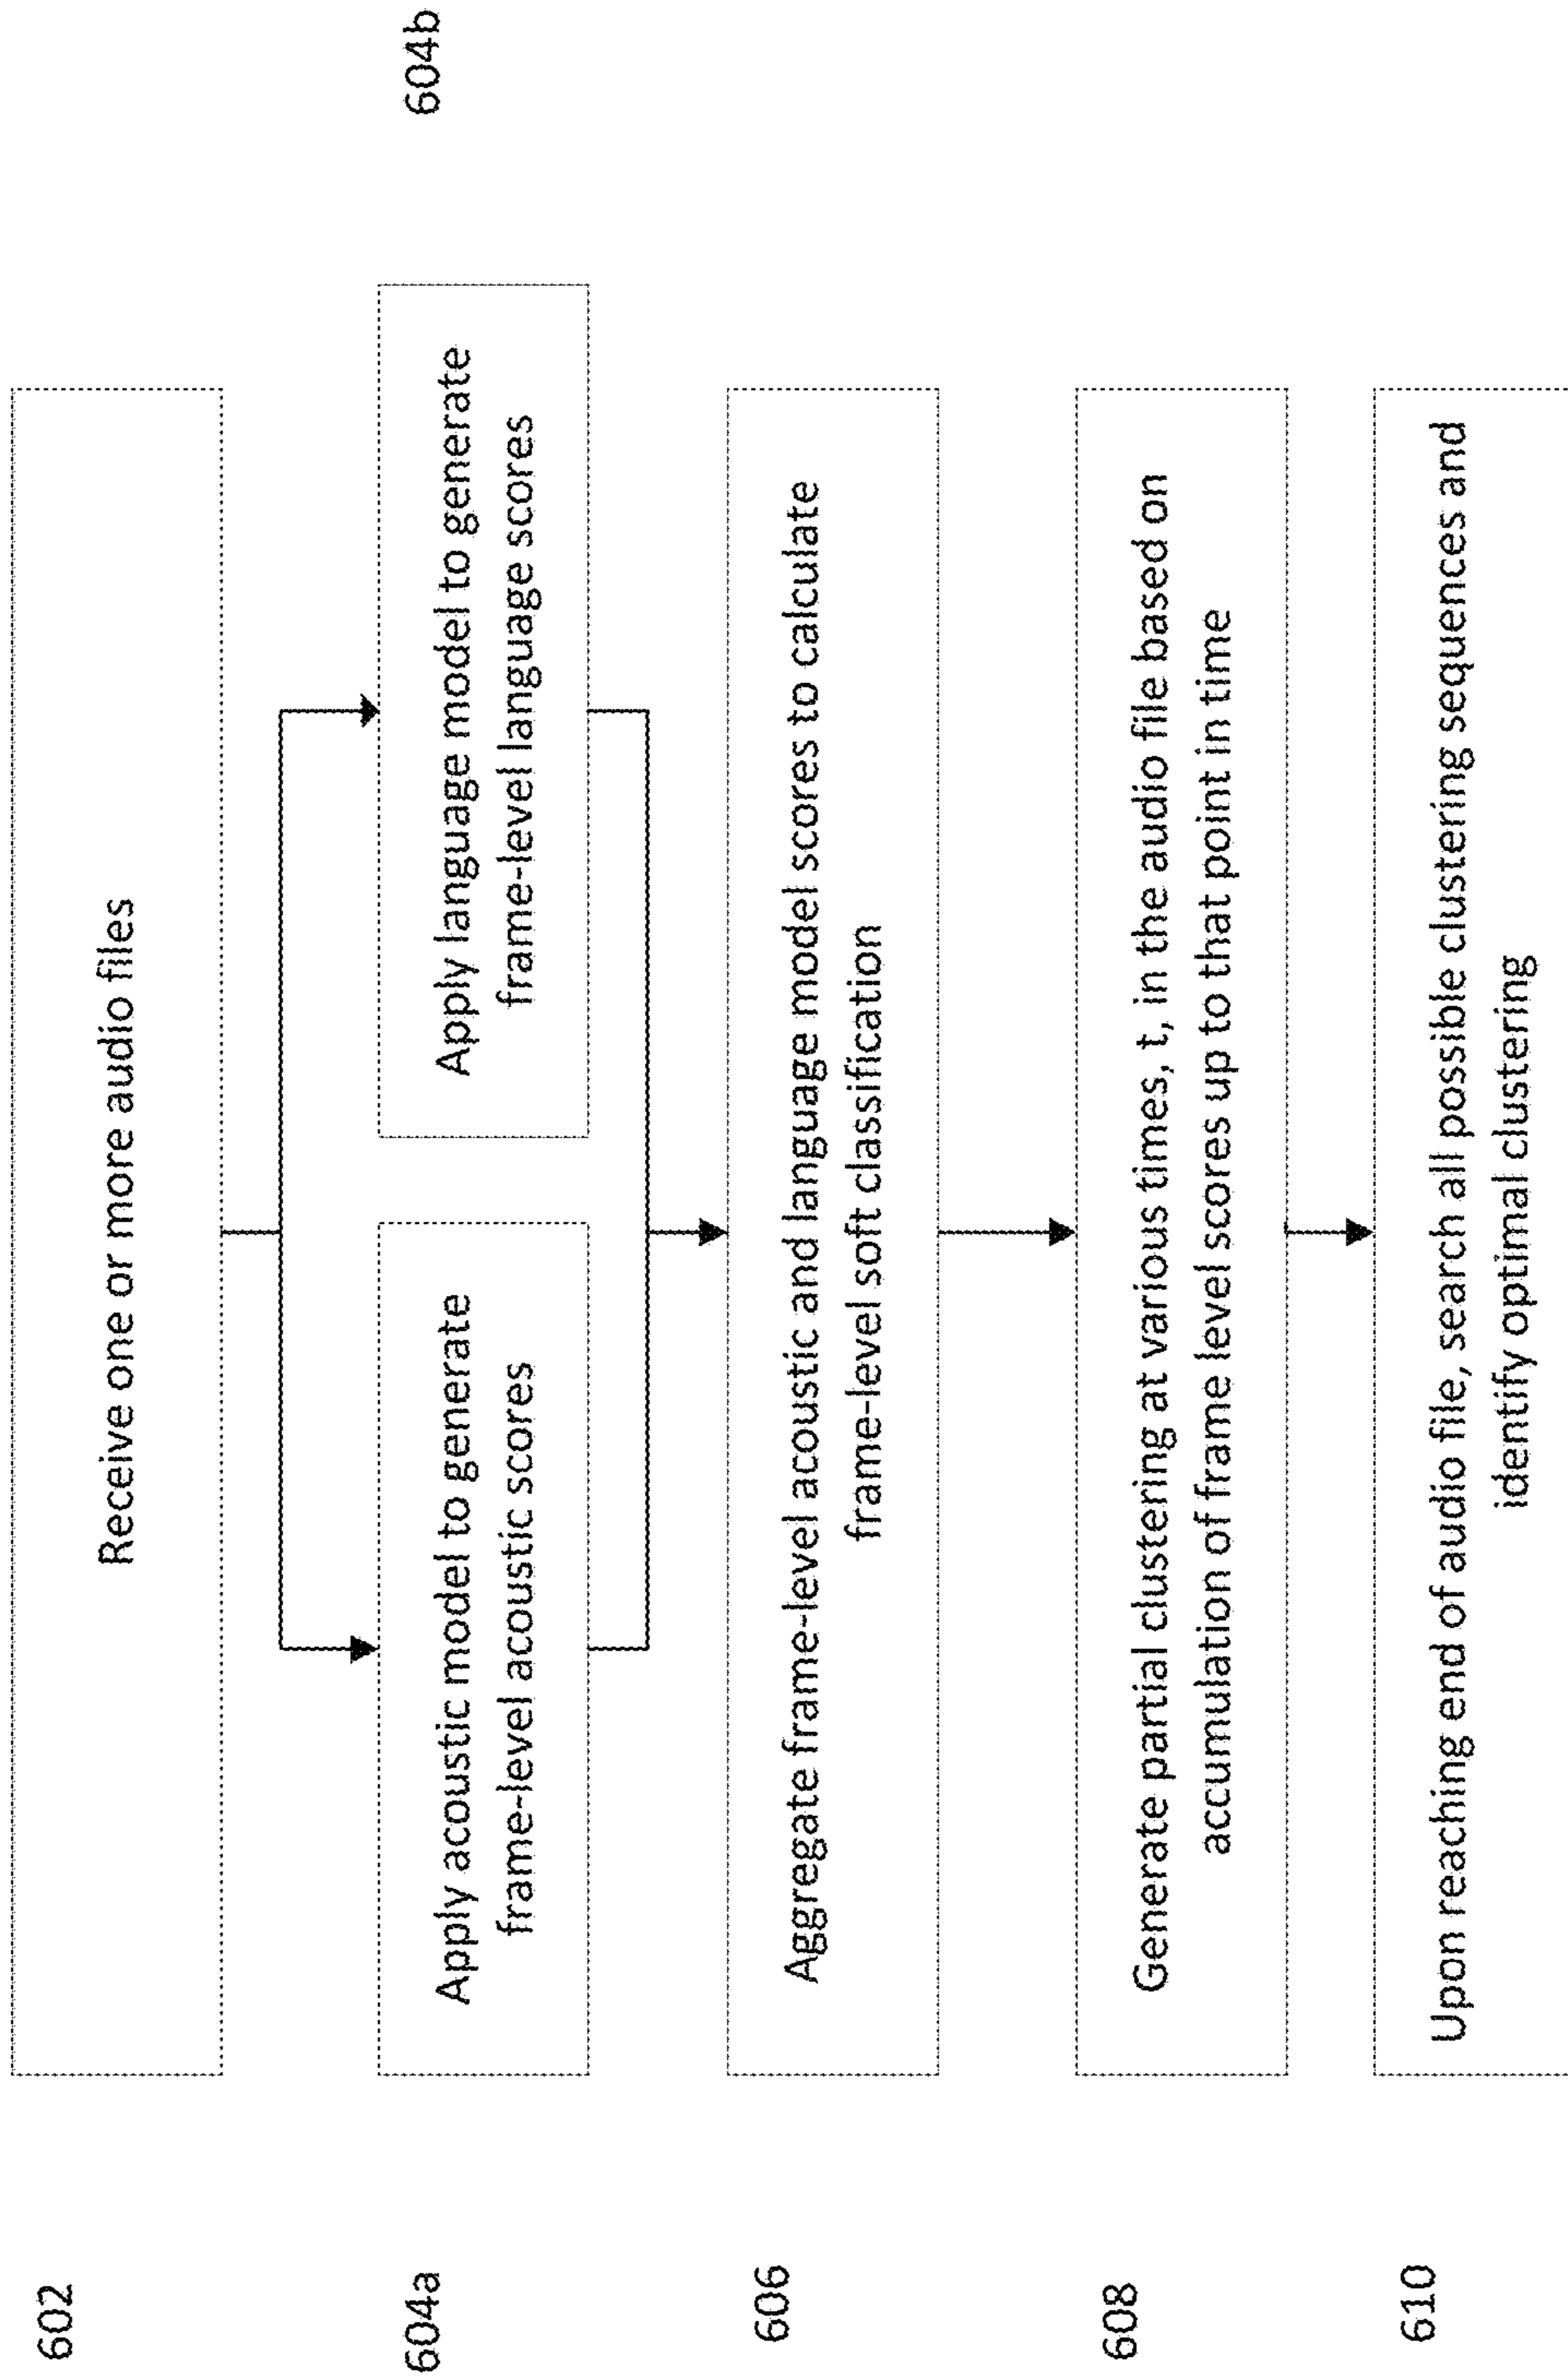 602
Receive one or more audio files
604a
Apply acoustic model to generate
frame-level acoustic scores
Apply language model to generate
frame-level language scores
604b
606
Aggregate frame-level acoustic and language model scores to calculate
frame-level soft classification
608
Generate partial clustering at various times, t, in the audio file based on
accumulation of frame level scores up to that point in time
610
Upon reaching end of audio file, search all possible clustering sequences and
identify optimal clustering